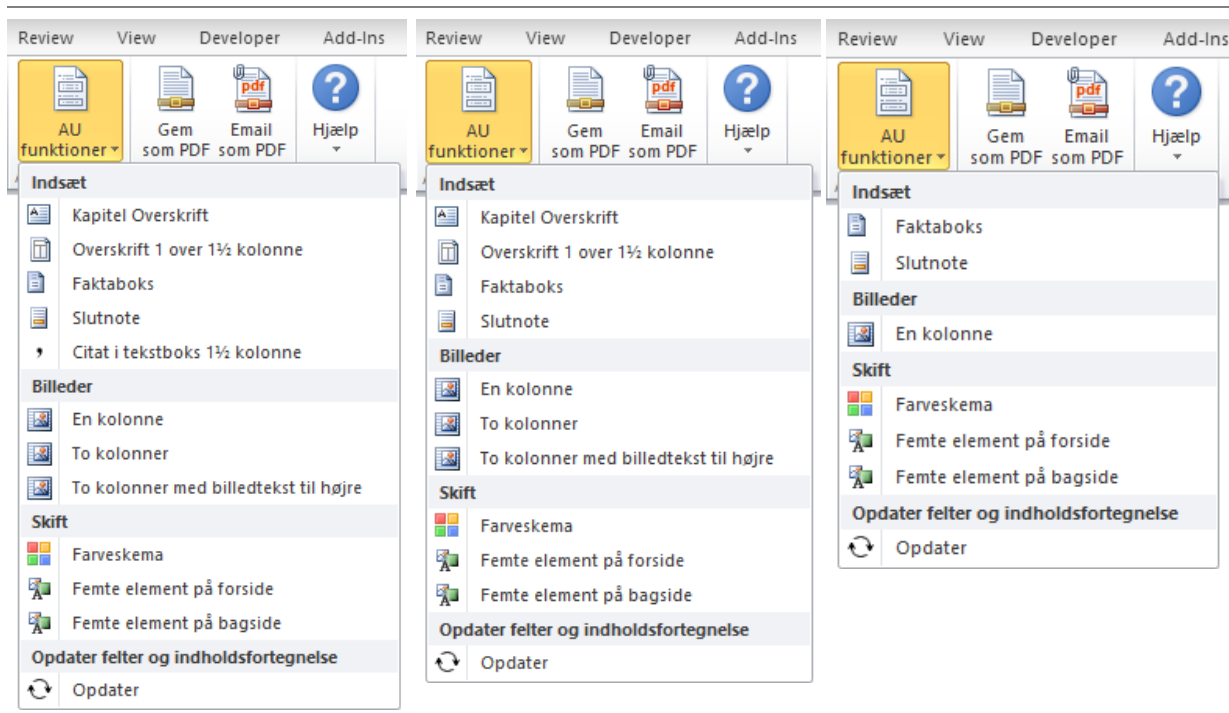 Review View Developer Add-Ins
AU funktioner
Gem som PDF
Email som PDF
Hjælp
Indsæt
Kapitel Overskrift
Overskrift 1 over 1½ kolonne
Faktaboks
Slutnote
Citat i tekstboks 1½ kolonne
Billeder
En kolonne
To kolonner
To kolonner med billedtekst til højre
Skift
Farveskema
Femte element på forside
Femte element på bagside
Opdater felter og indholdsfortegnelse
Opdater
Review View Developer Add-Ins
AU funktioner
Gem som PDF
Email som PDF
Hjælp
Indsæt
Kapitel Overskrift
Overskrift 1 over 1½ kolonne
Faktaboks
Slutnote
Billeder
En kolonne
To kolonner
To kolonner med billedtekst til højre
Skift
Farveskema
Femte element på forside
Femte element på bagside
Opdater felter og indholdsfortegnelse
Opdater
Review View Developer Add-Ins
AU funktioner
Gem som PDF
Email som PDF
Hjælp
Indsæt
Faktaboks
Slutnote
Billeder
En kolonne
Skift
Farveskema
Femte element på forside
Femte element på bagside
Opdater felter og indholdsfortegnelse
Opdater